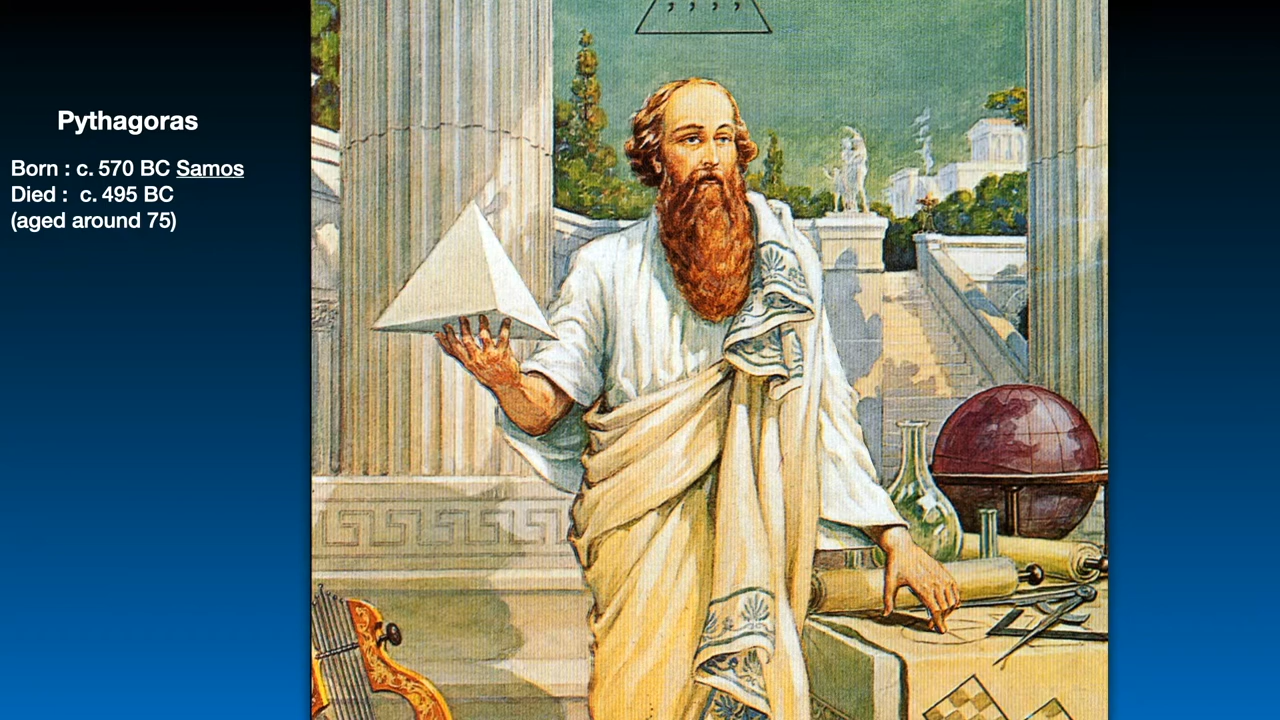 Pythagoras
Born : c. 570 BC Samos
Died :  c. 495 BC
(aged around 75)